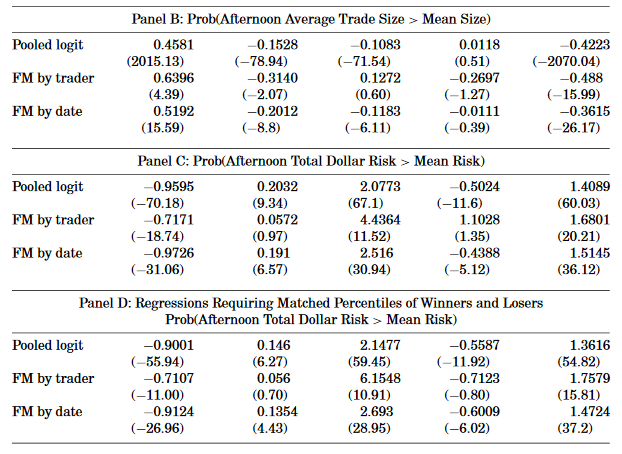 Panel B: Prob(Afternoon Average Trade Size > Mean Size)
Pooled logit 0.4581 −0.1528 −0.1083 0.0118 −0.4223
(2015.13) (−78.94) (−71.54) (0.51) (−2070.04)
FM by trader 0.6396 −0.3140 0.1272 −0.2697 −0.488
(4.39) (−2.07) (0.60) (−1.27) (−15.99)
FM by date 0.5192 −0.2012 −0.1183 −0.0111 −0.3615
(15.59) (−8.8) (−6.11) (−0.39) (−26.17)
Panel C: Prob(Afternoon Total Dollar Risk > Mean Risk)
Pooled logit −0.9595 0.2032 2.0773 −0.5024 1.4089
(−70.18) (9.34) (67.1) (−11.6) (60.03)
FM by trader −0.7171 0.0572 4.4364 1.1028 1.6801
(−18.74) (0.97) (11.52) (1.35) (20.21)
FM by date −0.9726 0.191 2.516 −0.4388 1.5145
(−31.06) (6.57) (30.94) (−5.12) (36.12)
Panel D: Regressions Requiring Matched Percentiles of Winners and Losers
Prob(Afternoon Total Dollar Risk > Mean Risk)
Pooled logit −0.9001 0.146 2.1477 −0.5587 1.3616
(−55.94) (6.27) (59.45) (−11.92) (54.82)
FM by trader −0.7107 0.056 6.1548 −0.7123 1.7579
(−11.00) (0.70) (10.91) (−0.80) (15.81)
FM by date −0.9124 0.1354 2.693 −0.6009 1.4724
(−26.96) (4.43) (28.95) (−6.02) (37.2)